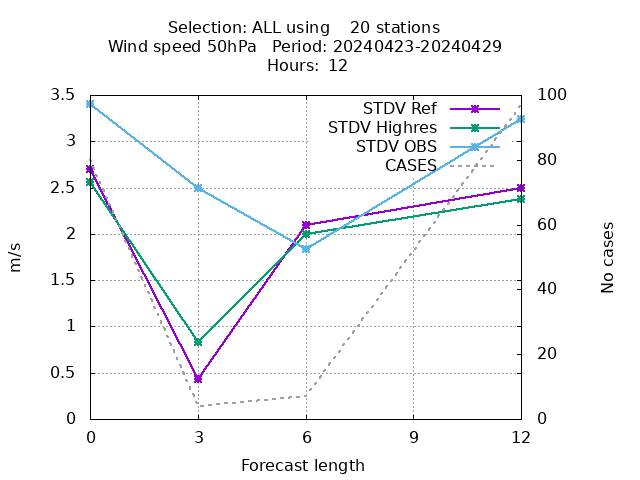 Selection: ALL using    20 stations
Wind speed 50hPa   Period: 20240423-20240429
Hours:  12
STDV Ref
STDV Highres
STDV OBS
CASES
3.5
3
2.5
2
1.5
1
0.5
0
100
80
60
40
20
0
m/s
No cases
0 3 6 9 12
Forecast length